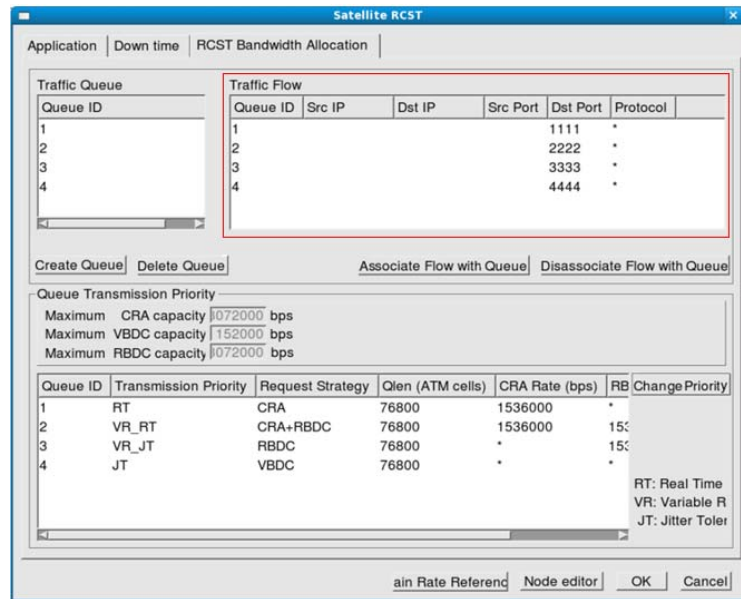 Satellite RCST
Application Down time RCST Bandwidth Allocation
Traffic Queue
Queue ID
1
2
3
4
Traffic Flow
Queue ID Src IP Dst IP Src Port Dst Port Protocol
1 1111 *
2 2222 *
3 3333 *
4 4444 *
Create Queue Delete Queue Associate Flow with Queue Disassociate Flow with Queue
Queue Transmission Priority
Maximum CRA capacity 072000 bps
Maximum VBDC capacity 152000 bps
Maximum RBDC capacity 072000 bps
Queue ID Transmission Priority Request Strategy Qlen (ATM cells) CRA Rate (bps) RB Change Priority
1 RT CRA 76800 1536000 *
2 VR_RT CRA+RBDC 76800 1536000 153
3 VR_JT RBDC 76800 * 153
4 JT VBDC 76800 * *
RT: Real Time
VR: Variable R
JT: Jitter Toler
ain Rate Referenc Node editor OK Cancel